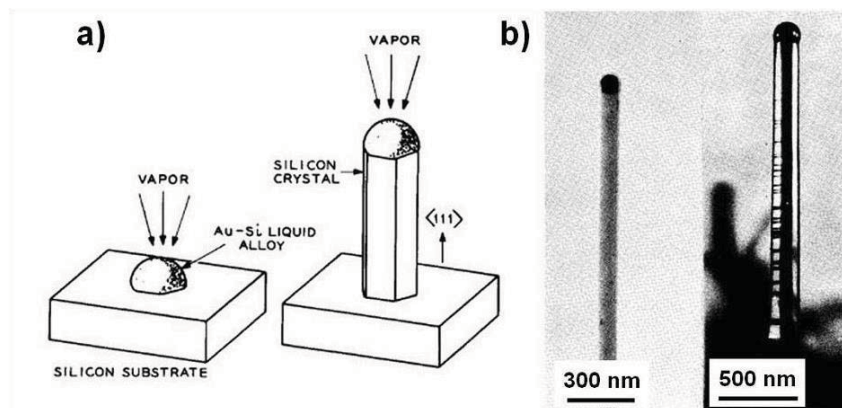 a)
VAPOR
Au-Si LIQUID
ALLOY
SILICON SUBSTRATE
VAPOR
SILICON
CRYSTAL
⟨111⟩
b)
300 nm
500 nm